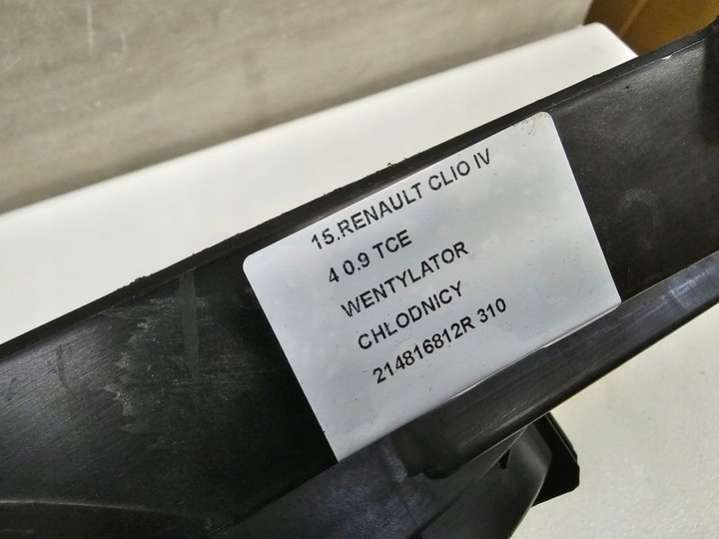 15.RENAULT CLIO IV
4 0.9 TCE
WENTYLATOR
CHLODNICY
214816812R 310